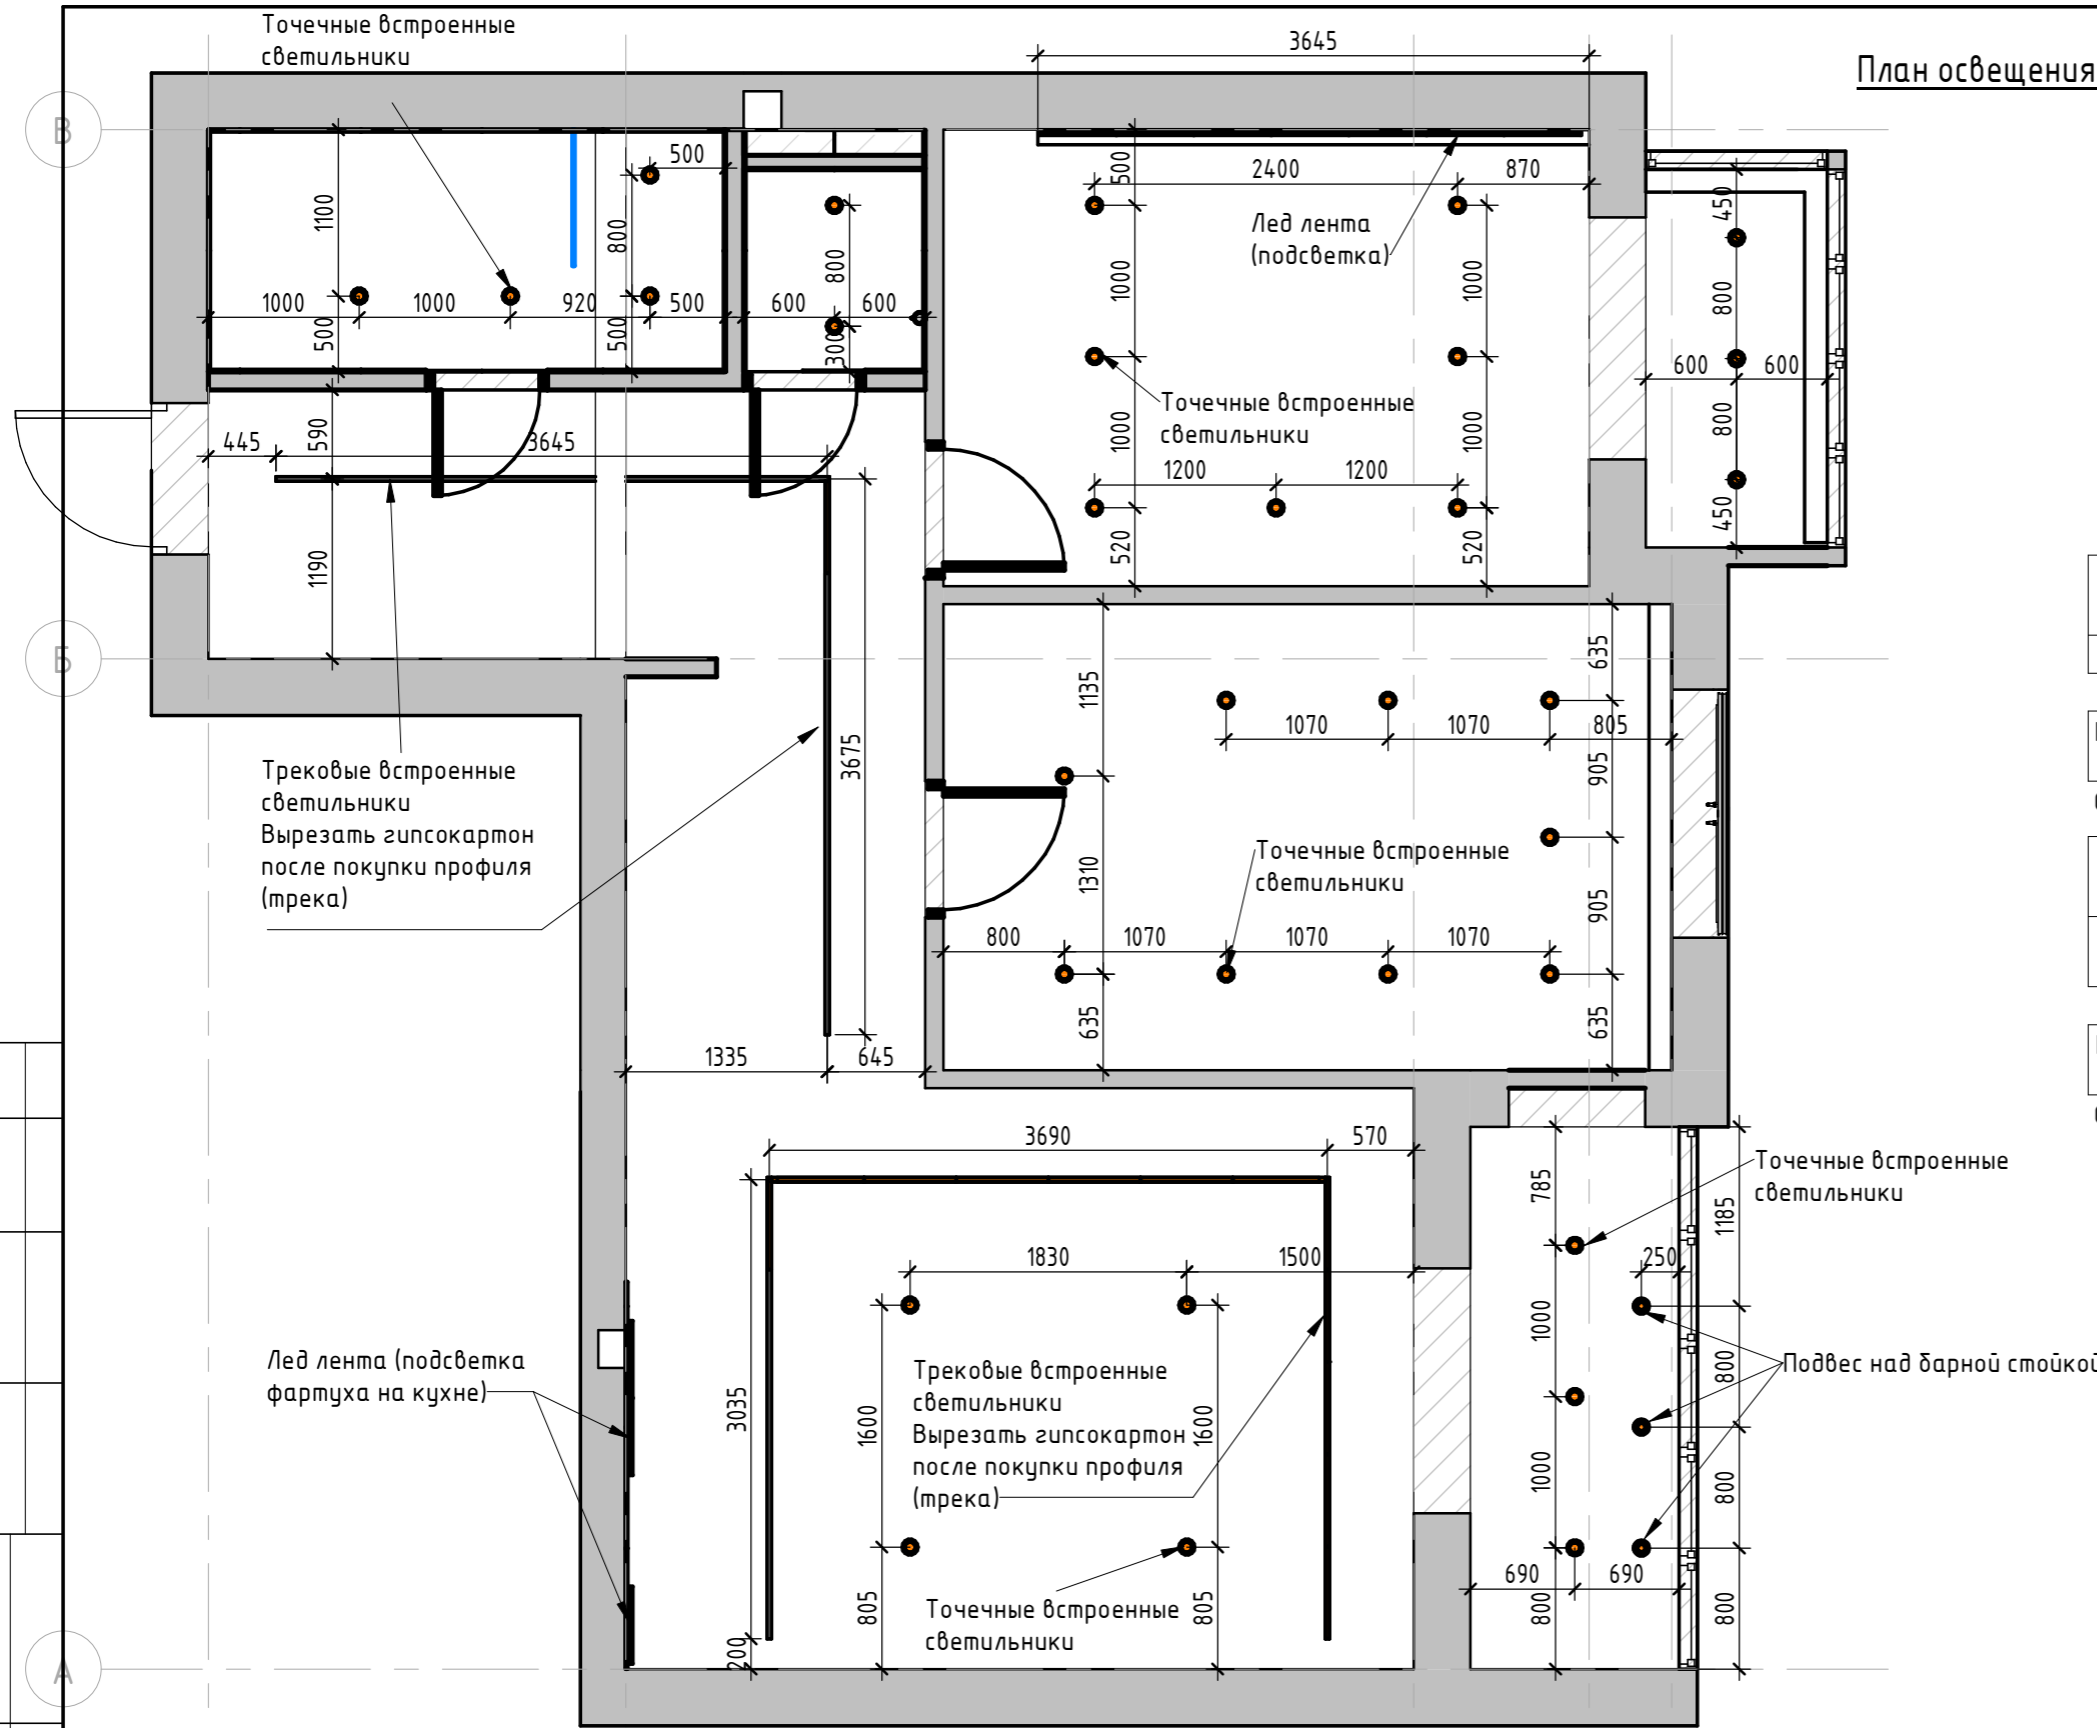 Точечные встроенные
светильники
План освещения
3645
В
500
500
2400
870
450
1100
800
800
Лед лента
(подсветка)
1000
1000
800
1000
1000
920
500
600
600
500
500
300
600
600
Точечные встроенные
светильники
1000
1000
800
445
590
3645
1200
1200
450
1190
520
520
Б
635
1135
1070
1070
805
3675
905
Трековые встроенные
светильники
Вырезать гипсокартон
после покупки профиля
(трека)
Точечные встроенные
светильники
1310
905
800
1070
1070
1070
635
635
1335
645
3690
570
Точечные встроенные
светильники
785
1185
1830
1500
250
1000
Лед лента (подсветка
фартуха на кухне)
Трековые встроенные
светильники
Вырезать гипсокартон
после покупки профиля
(трека)
Подвес над барной стойкой
800
3035
1600
1600
1000
800
690
690
Точечные встроенные
светильники
805
805
800
800
200
А